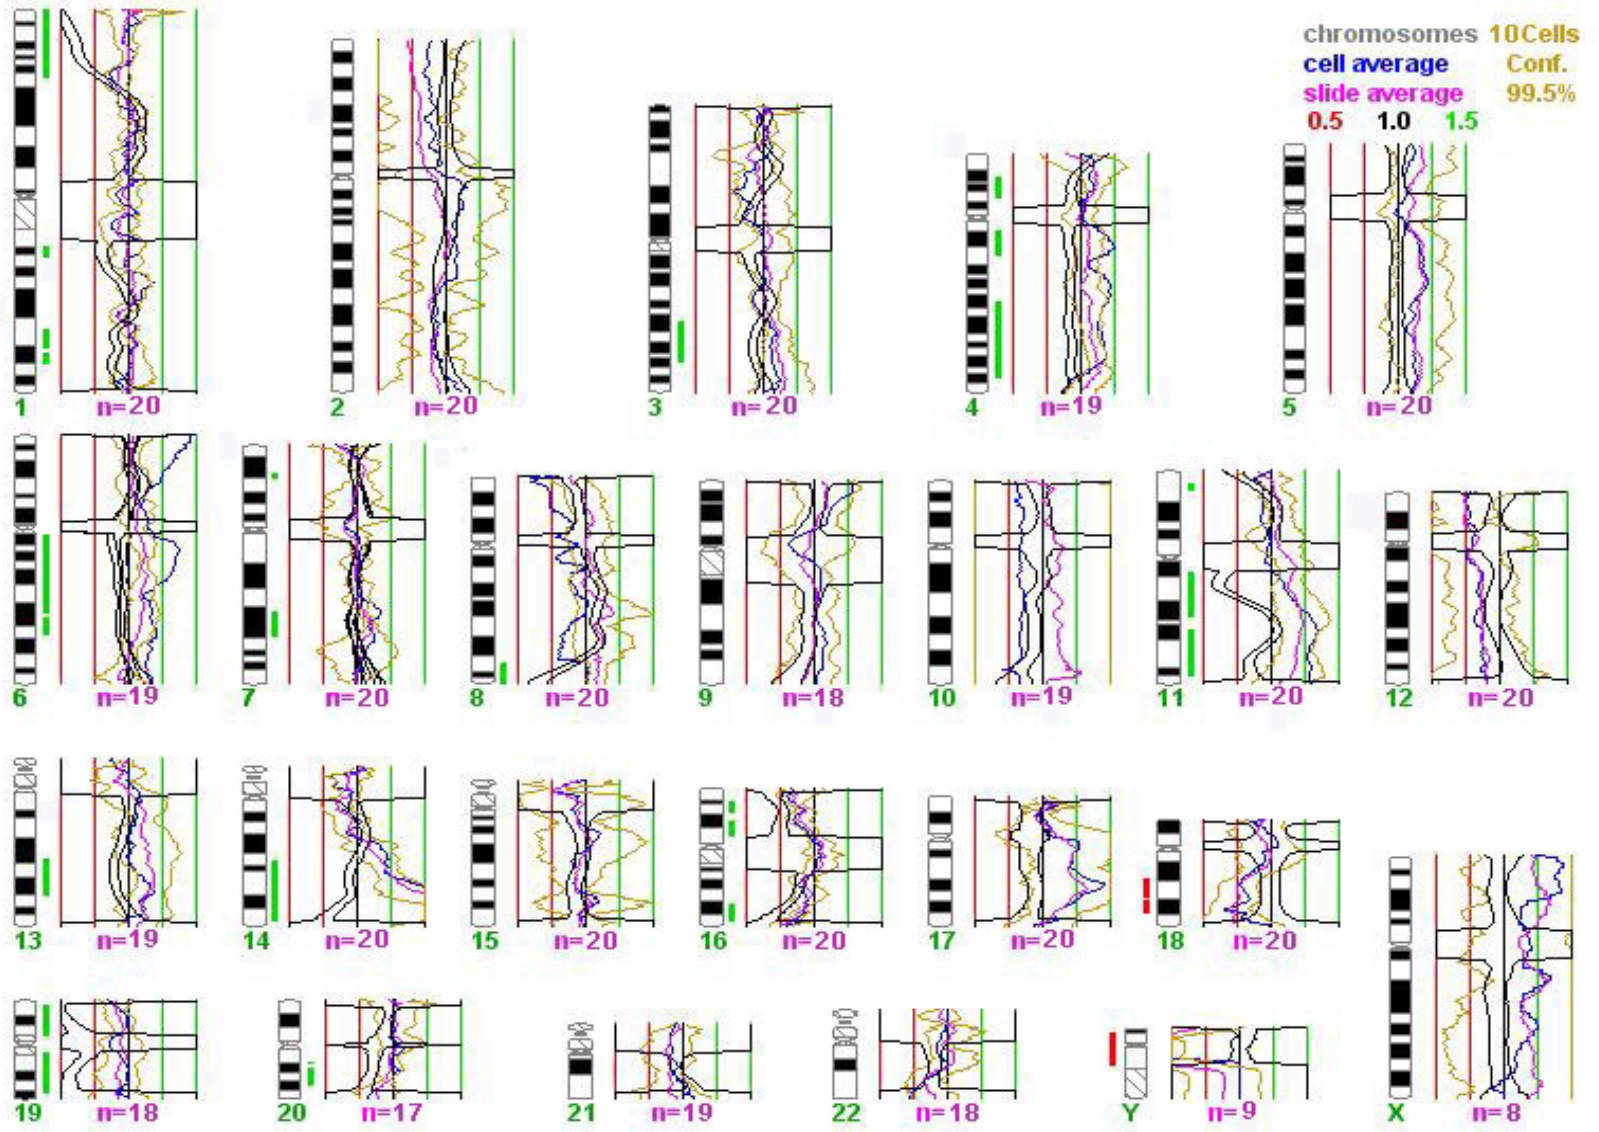 chromosomes 10Cells
cell average Conf.
slide average 99.5%
0.5 1.0 1.5
1 n=20
2 n=20
3 n=20
4 n=19
5 n=20
6 n=19
7 n=20
8 n=20
9 n=18
10 n=19
11 n=20
12 n=20
13 n=19
14 n=20
15 n=20
16 n=20
17 n=20
18 n=20
19 n=18
20 n=17
21 n=19
22 n=18
Y n=9
X n=8